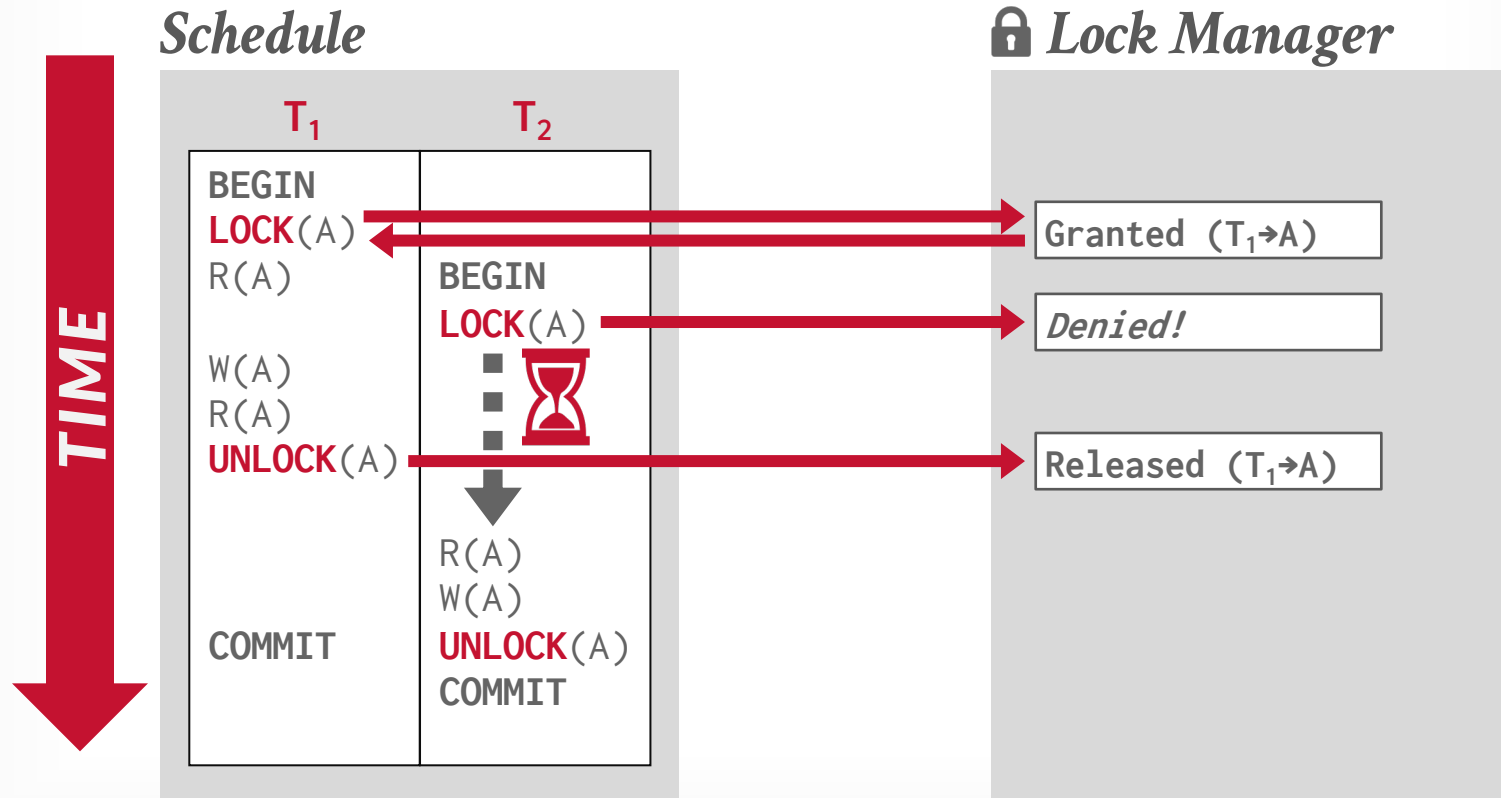 Schedule
Lock Manager
TIME
T₁ T₂
BEGIN
LOCK(A)
Granted (T₁→A)
R(A) BEGIN
LOCK(A)
Denied!
W(A)
R(A)
UNLOCK(A)
Released (T₁→A)
R(A)
W(A)
COMMIT UNLOCK(A)
COMMIT